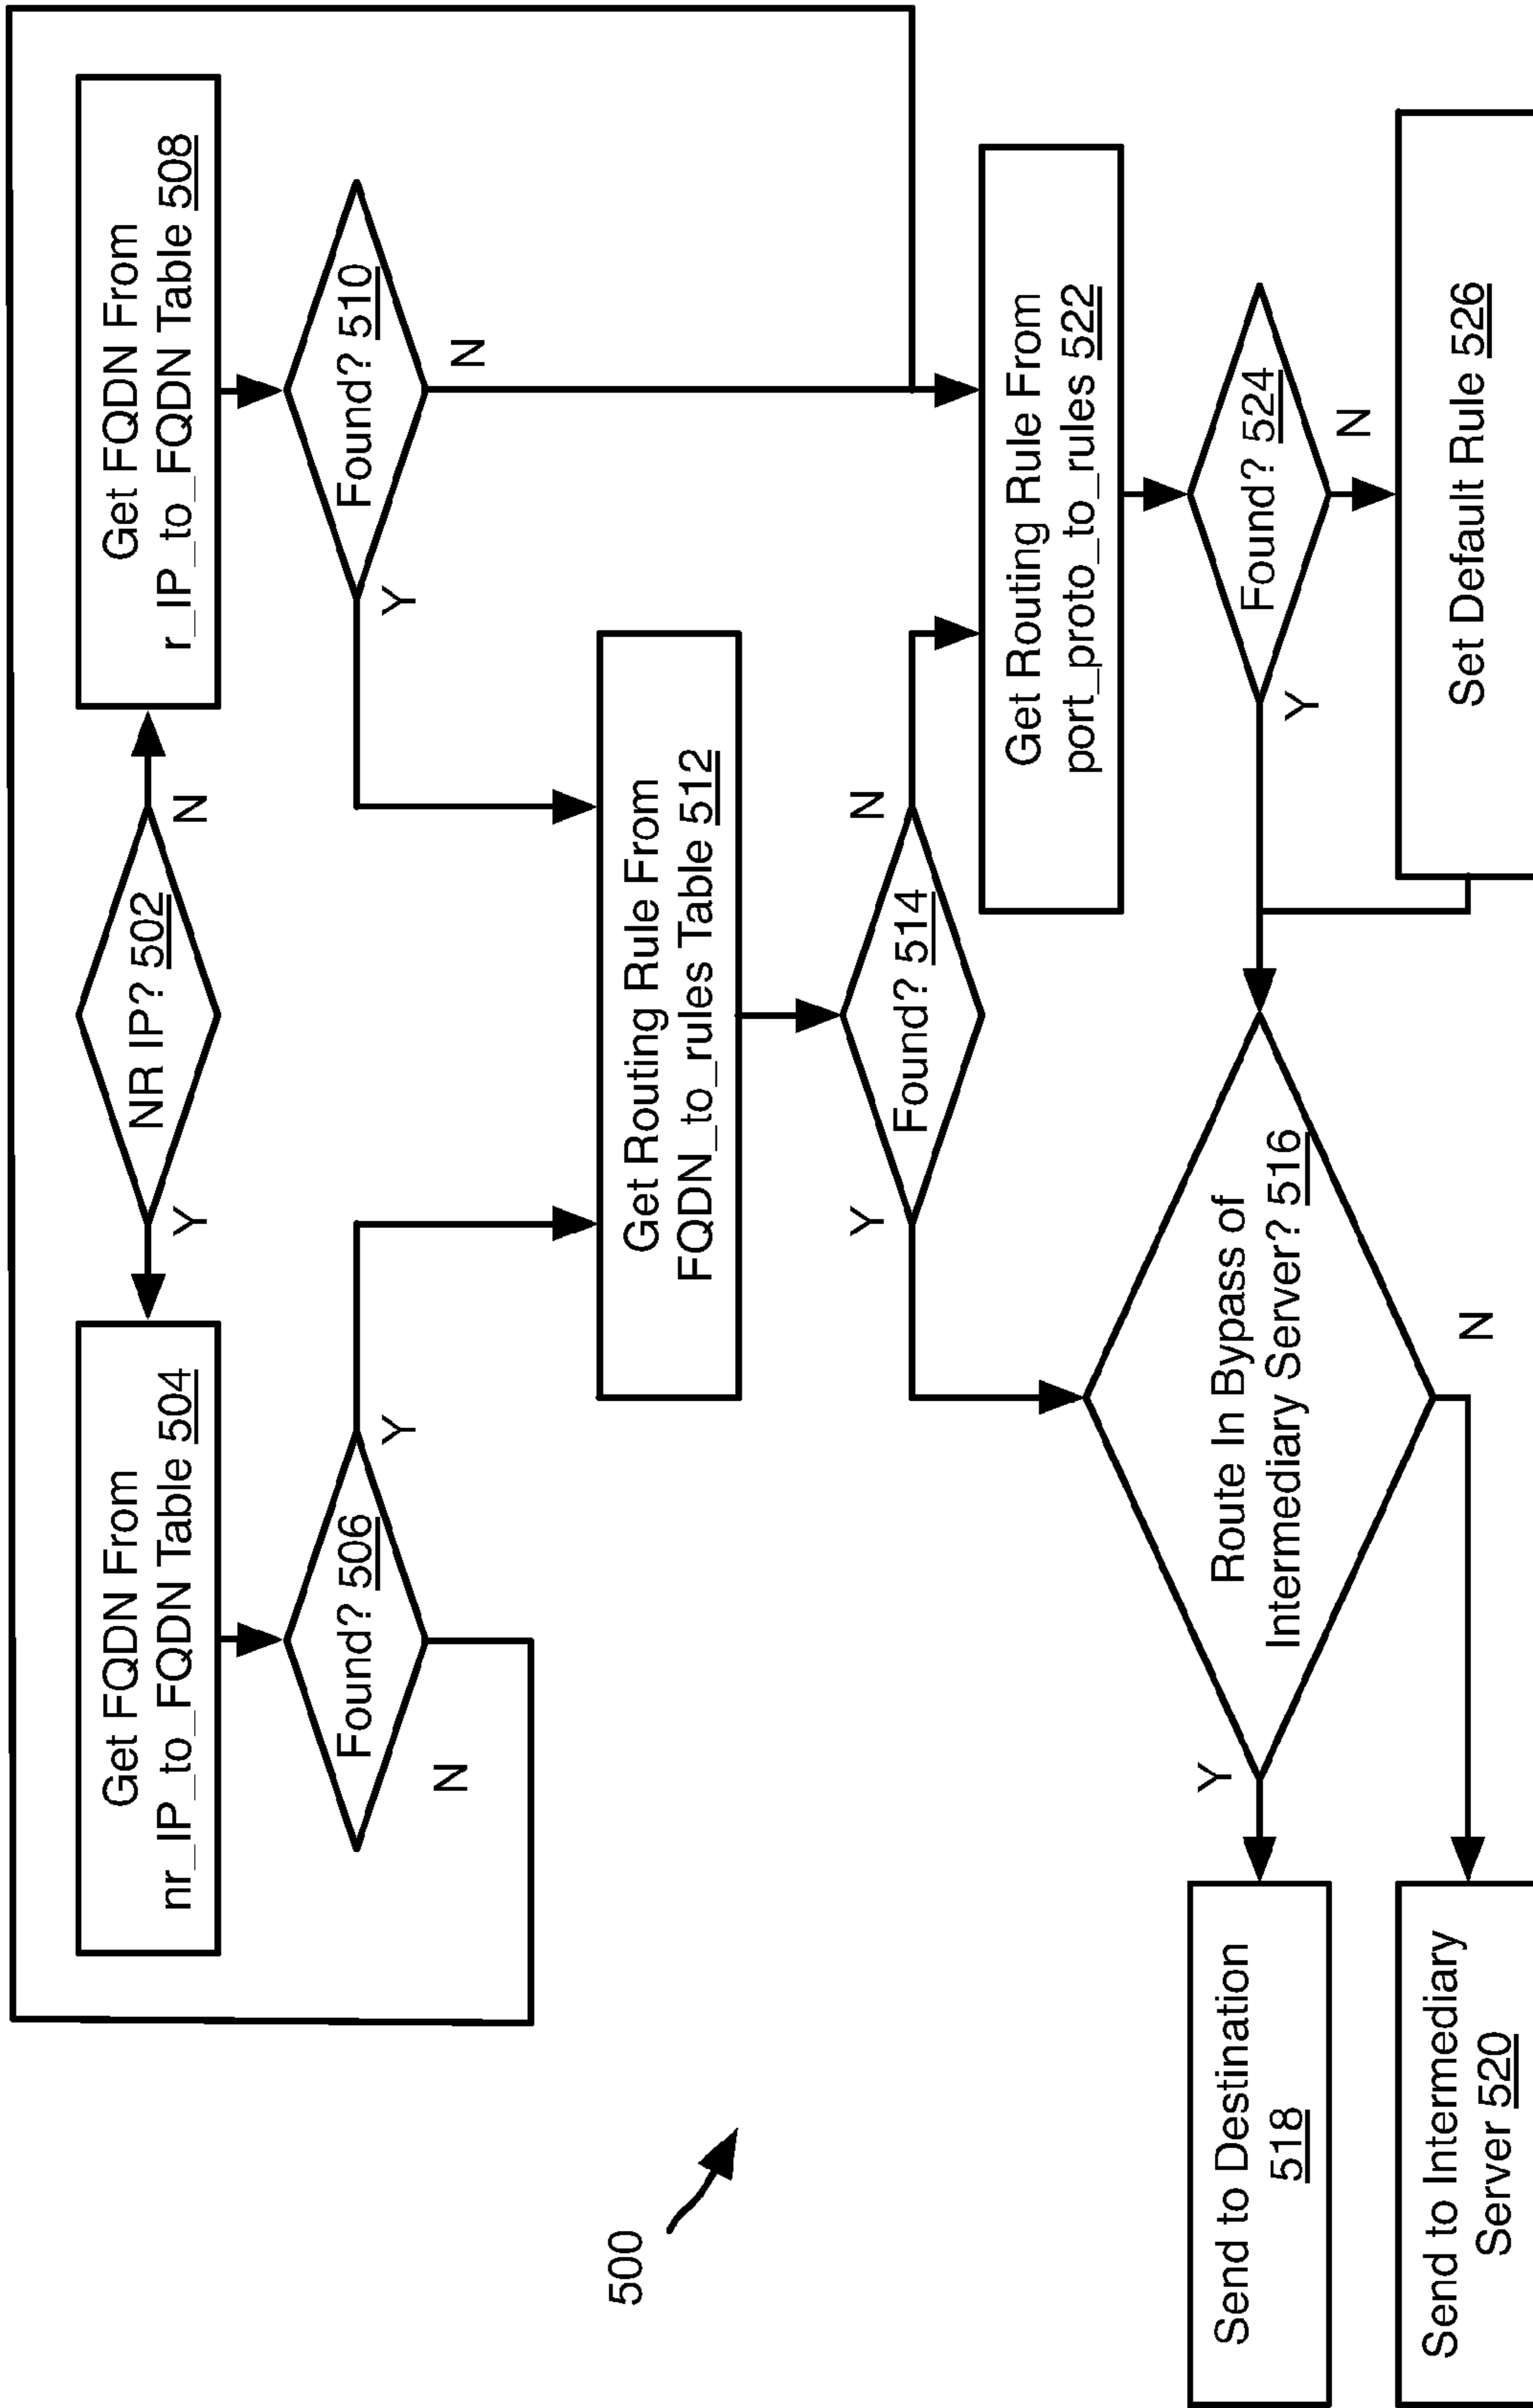 500
NR IP? 502
Y
N
Get FQDN From
nr_IP_to_FQDN Table 504
Get FQDN From
r_IP_to_FQDN Table 508
Found? 506
Y
N
Found? 510
Y
N
Get Routing Rule From
FQDN_to_rules Table 512
Found? 514
Y
N
Get Routing Rule From
port_proto_to_rules 522
Found? 524
Y
N
Set Default Rule 526
Route In Bypass of
Intermediary Server? 516
Y
N
Send to Destination
518
Send to Intermediary
Server 520